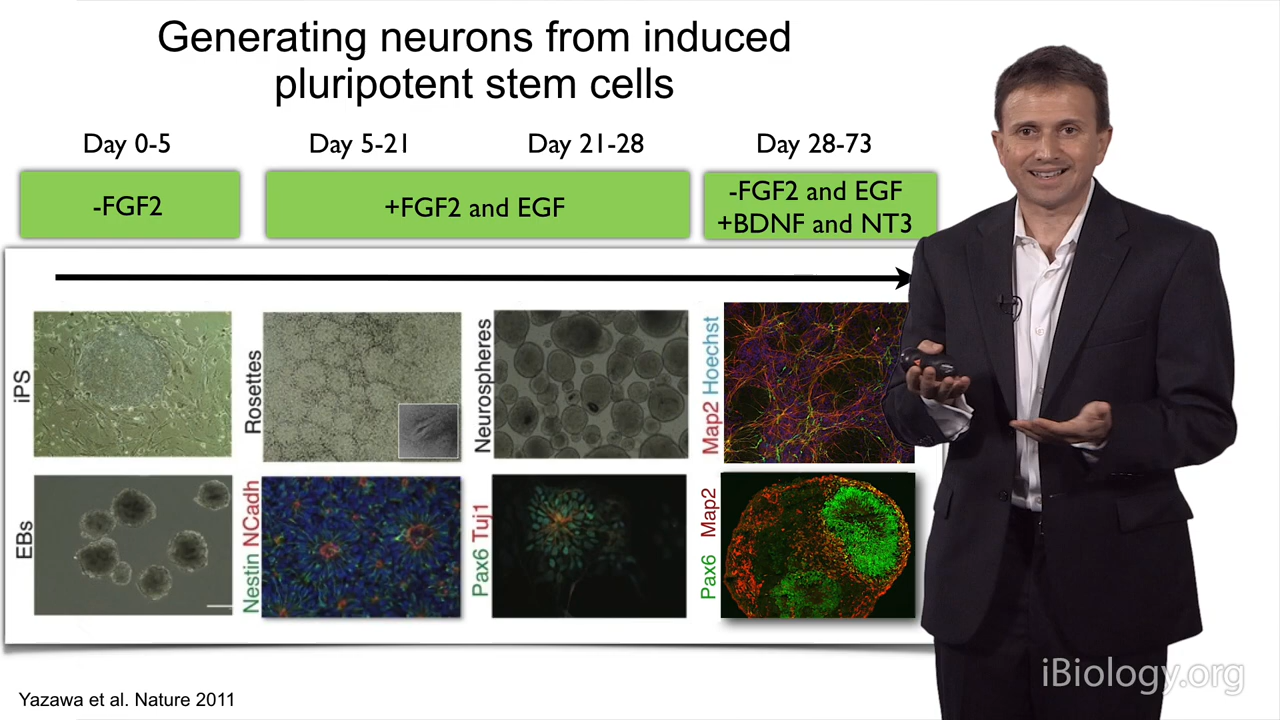 Generating neurons from induced
pluripotent stem cells
Day 0-5
Day 5-21
Day 21-28
Day 28-73
-FGF2
+FGF2 and EGF
-FGF2 and EGF
+BDNF and NT3
iPS
Rosettes
Neurospheres
Map2 Hoechst
EBs
Nestin NCadh
Pax6 Tuj1
Pax6 Map2
Yazawa et al. Nature 2011
iBiology.org